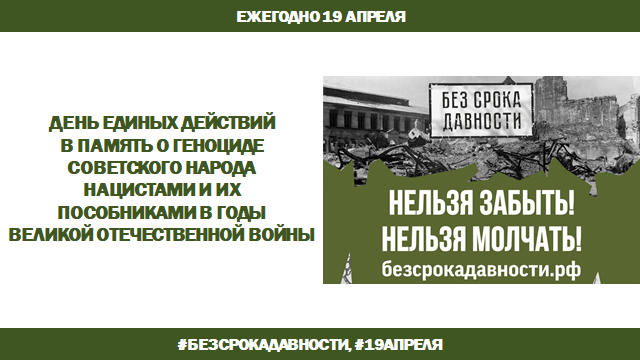 ЕЖЕГОДНО 19 АПРЕЛЯ
ДЕНЬ ЕДИНЫХ ДЕЙСТВИЙ
В ПАМЯТЬ О ГЕНОЦИДЕ
СОВЕТСКОГО НАРОДА
НАЦИСТАМИ И ИХ
ПОСОБНИКАМИ В ГОДЫ
ВЕЛИКОЙ ОТЕЧЕСТВЕННОЙ ВОЙНЫ
БЕЗ СРОКА
ДАВНОСТИ
НЕЛЬЗЯ ЗАБЫТЬ!
НЕЛЬЗЯ МОЛЧАТЬ!
безсрокадавности.рф
#БЕЗСРОКАДАВНОСТИ, #19АПРЕЛЯ